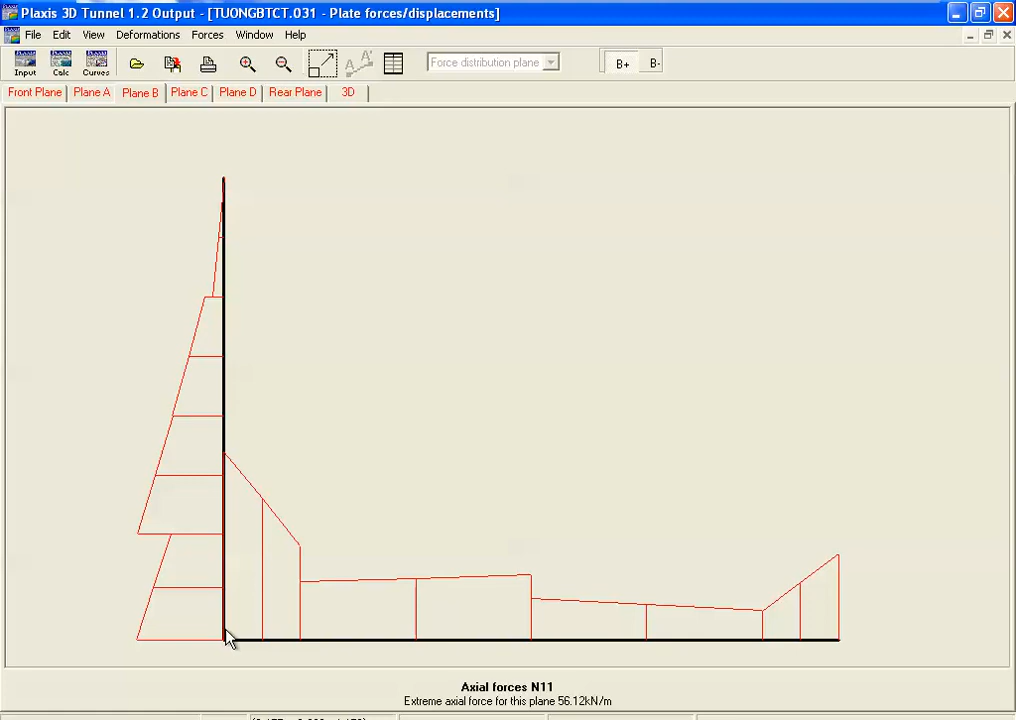 Plaxis 3D Tunnel 1.2 Output - [TUONGBTCT.031 - Plate forces/displacements]
File Edit View Deformations Forces Window Help
Input Calc Curves Force distribution plane B+ B-
Front Plane Plane A Plane B Plane C Plane D Rear Plane 3D
Axial forces N11
Extreme axial force for this plane 56.12kN/m